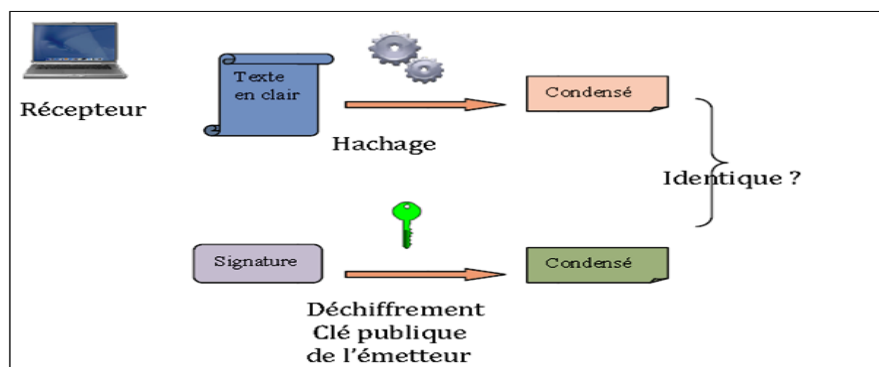 Récepteur
Texte
en clair
Hachage
Condensé
Identique ?
Signature
Déchiffrement
Clé publique
de l'émetteur
Condensé